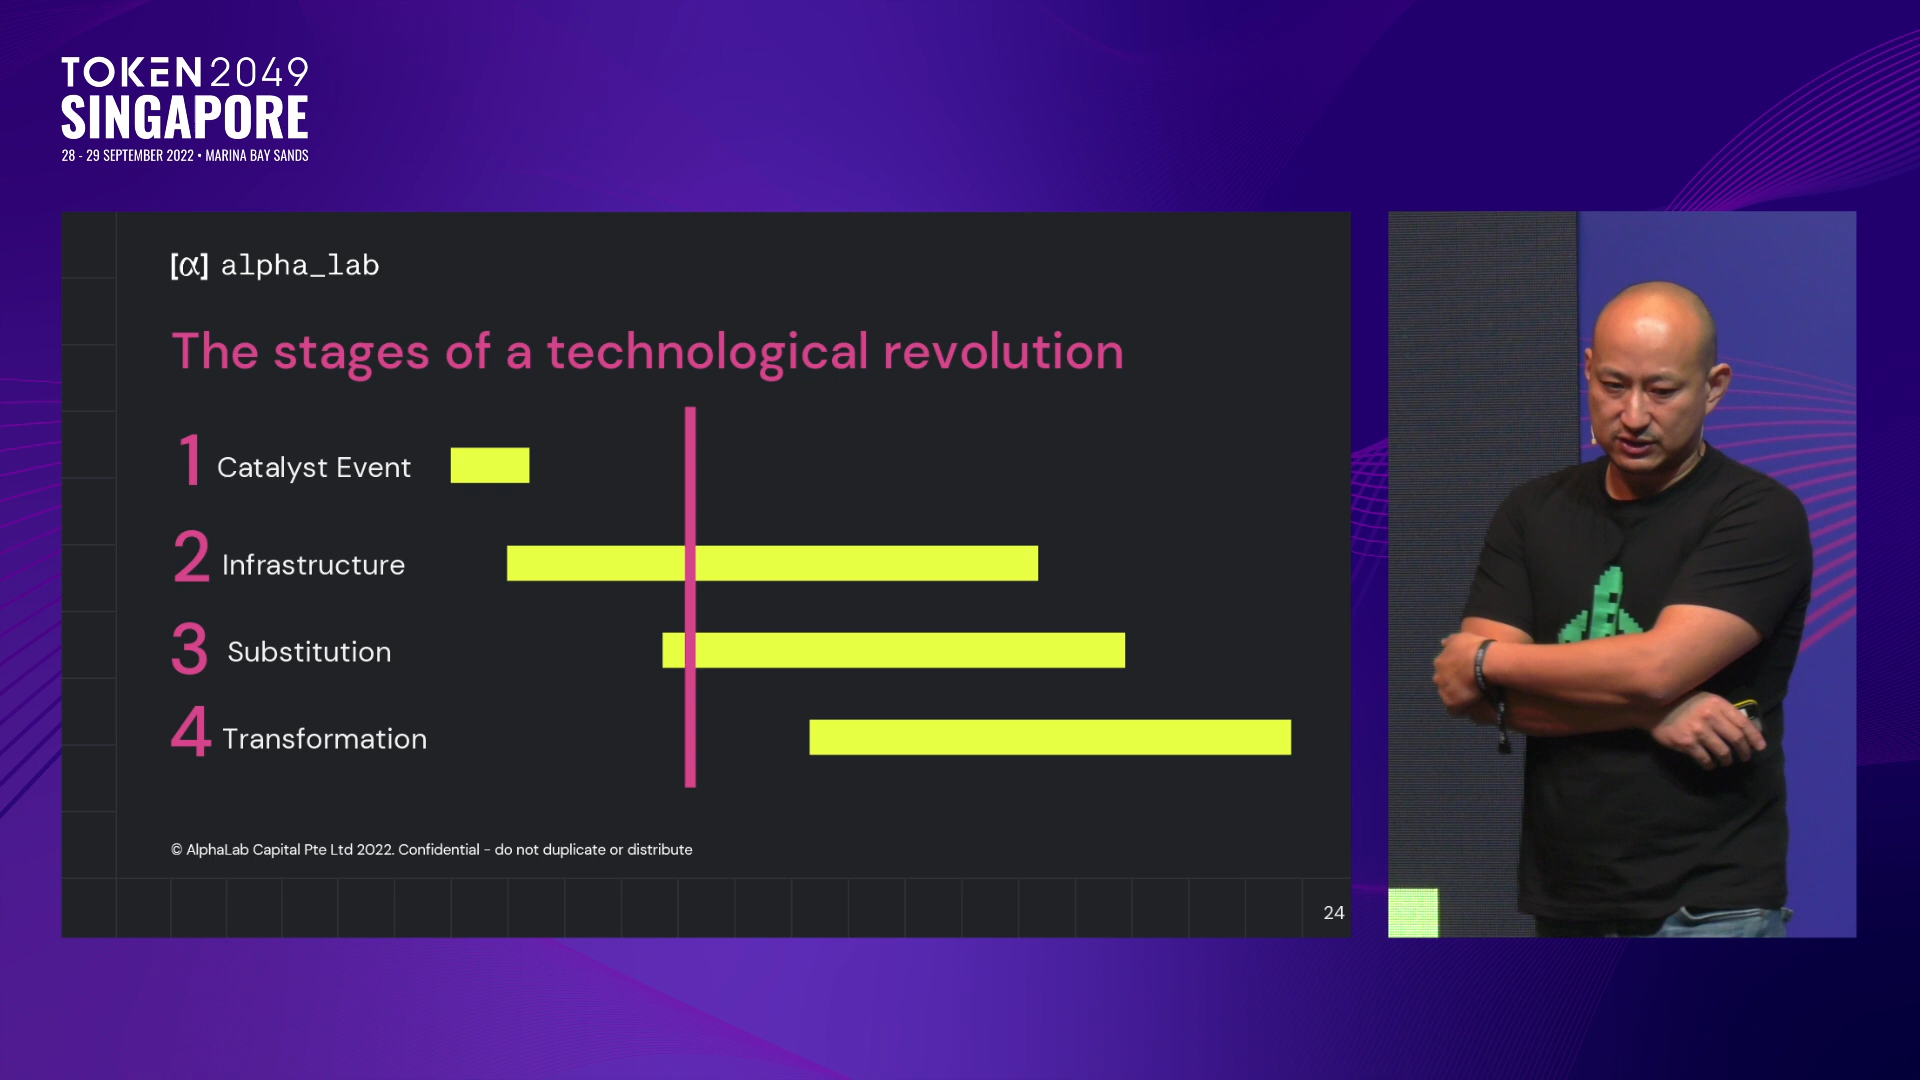 TOKEN2049
SINGAPORE
28 - 29 SEPTEMBER 2022 • MARINA BAY SANDS
[α] alpha_lab
The stages of a technological revolution
1 Catalyst Event
2 Infrastructure
3 Substitution
4 Transformation
© AlphaLab Capital Pte Ltd 2022. Confidential - do not duplicate or distribute
24